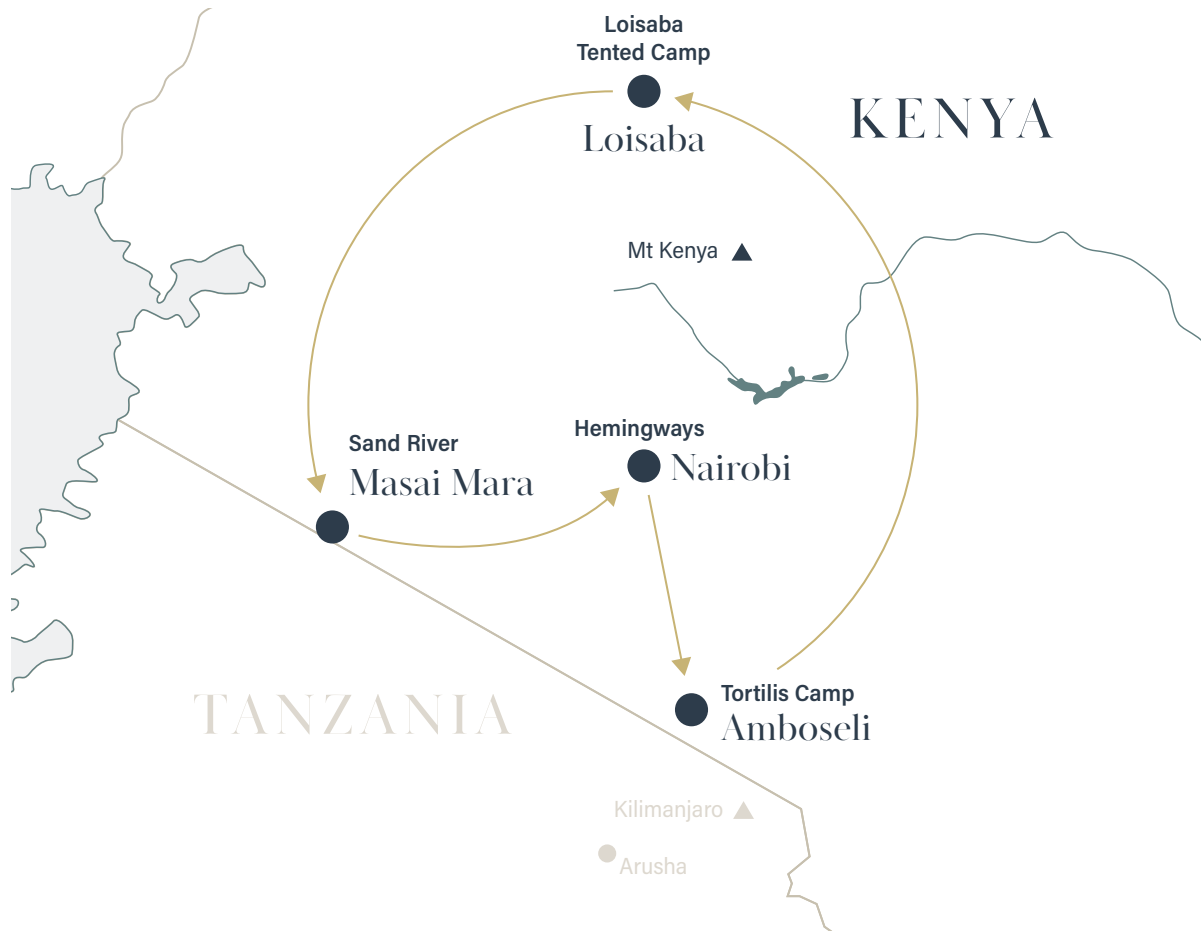 Loisaba
Tented Camp
Loisaba
KENYA
Mt Kenya
Hemingways
Nairobi
Sand River
Masai Mara
Tortilis Camp
Amboseli
TANZANIA
Kilimanjaro
Arusha